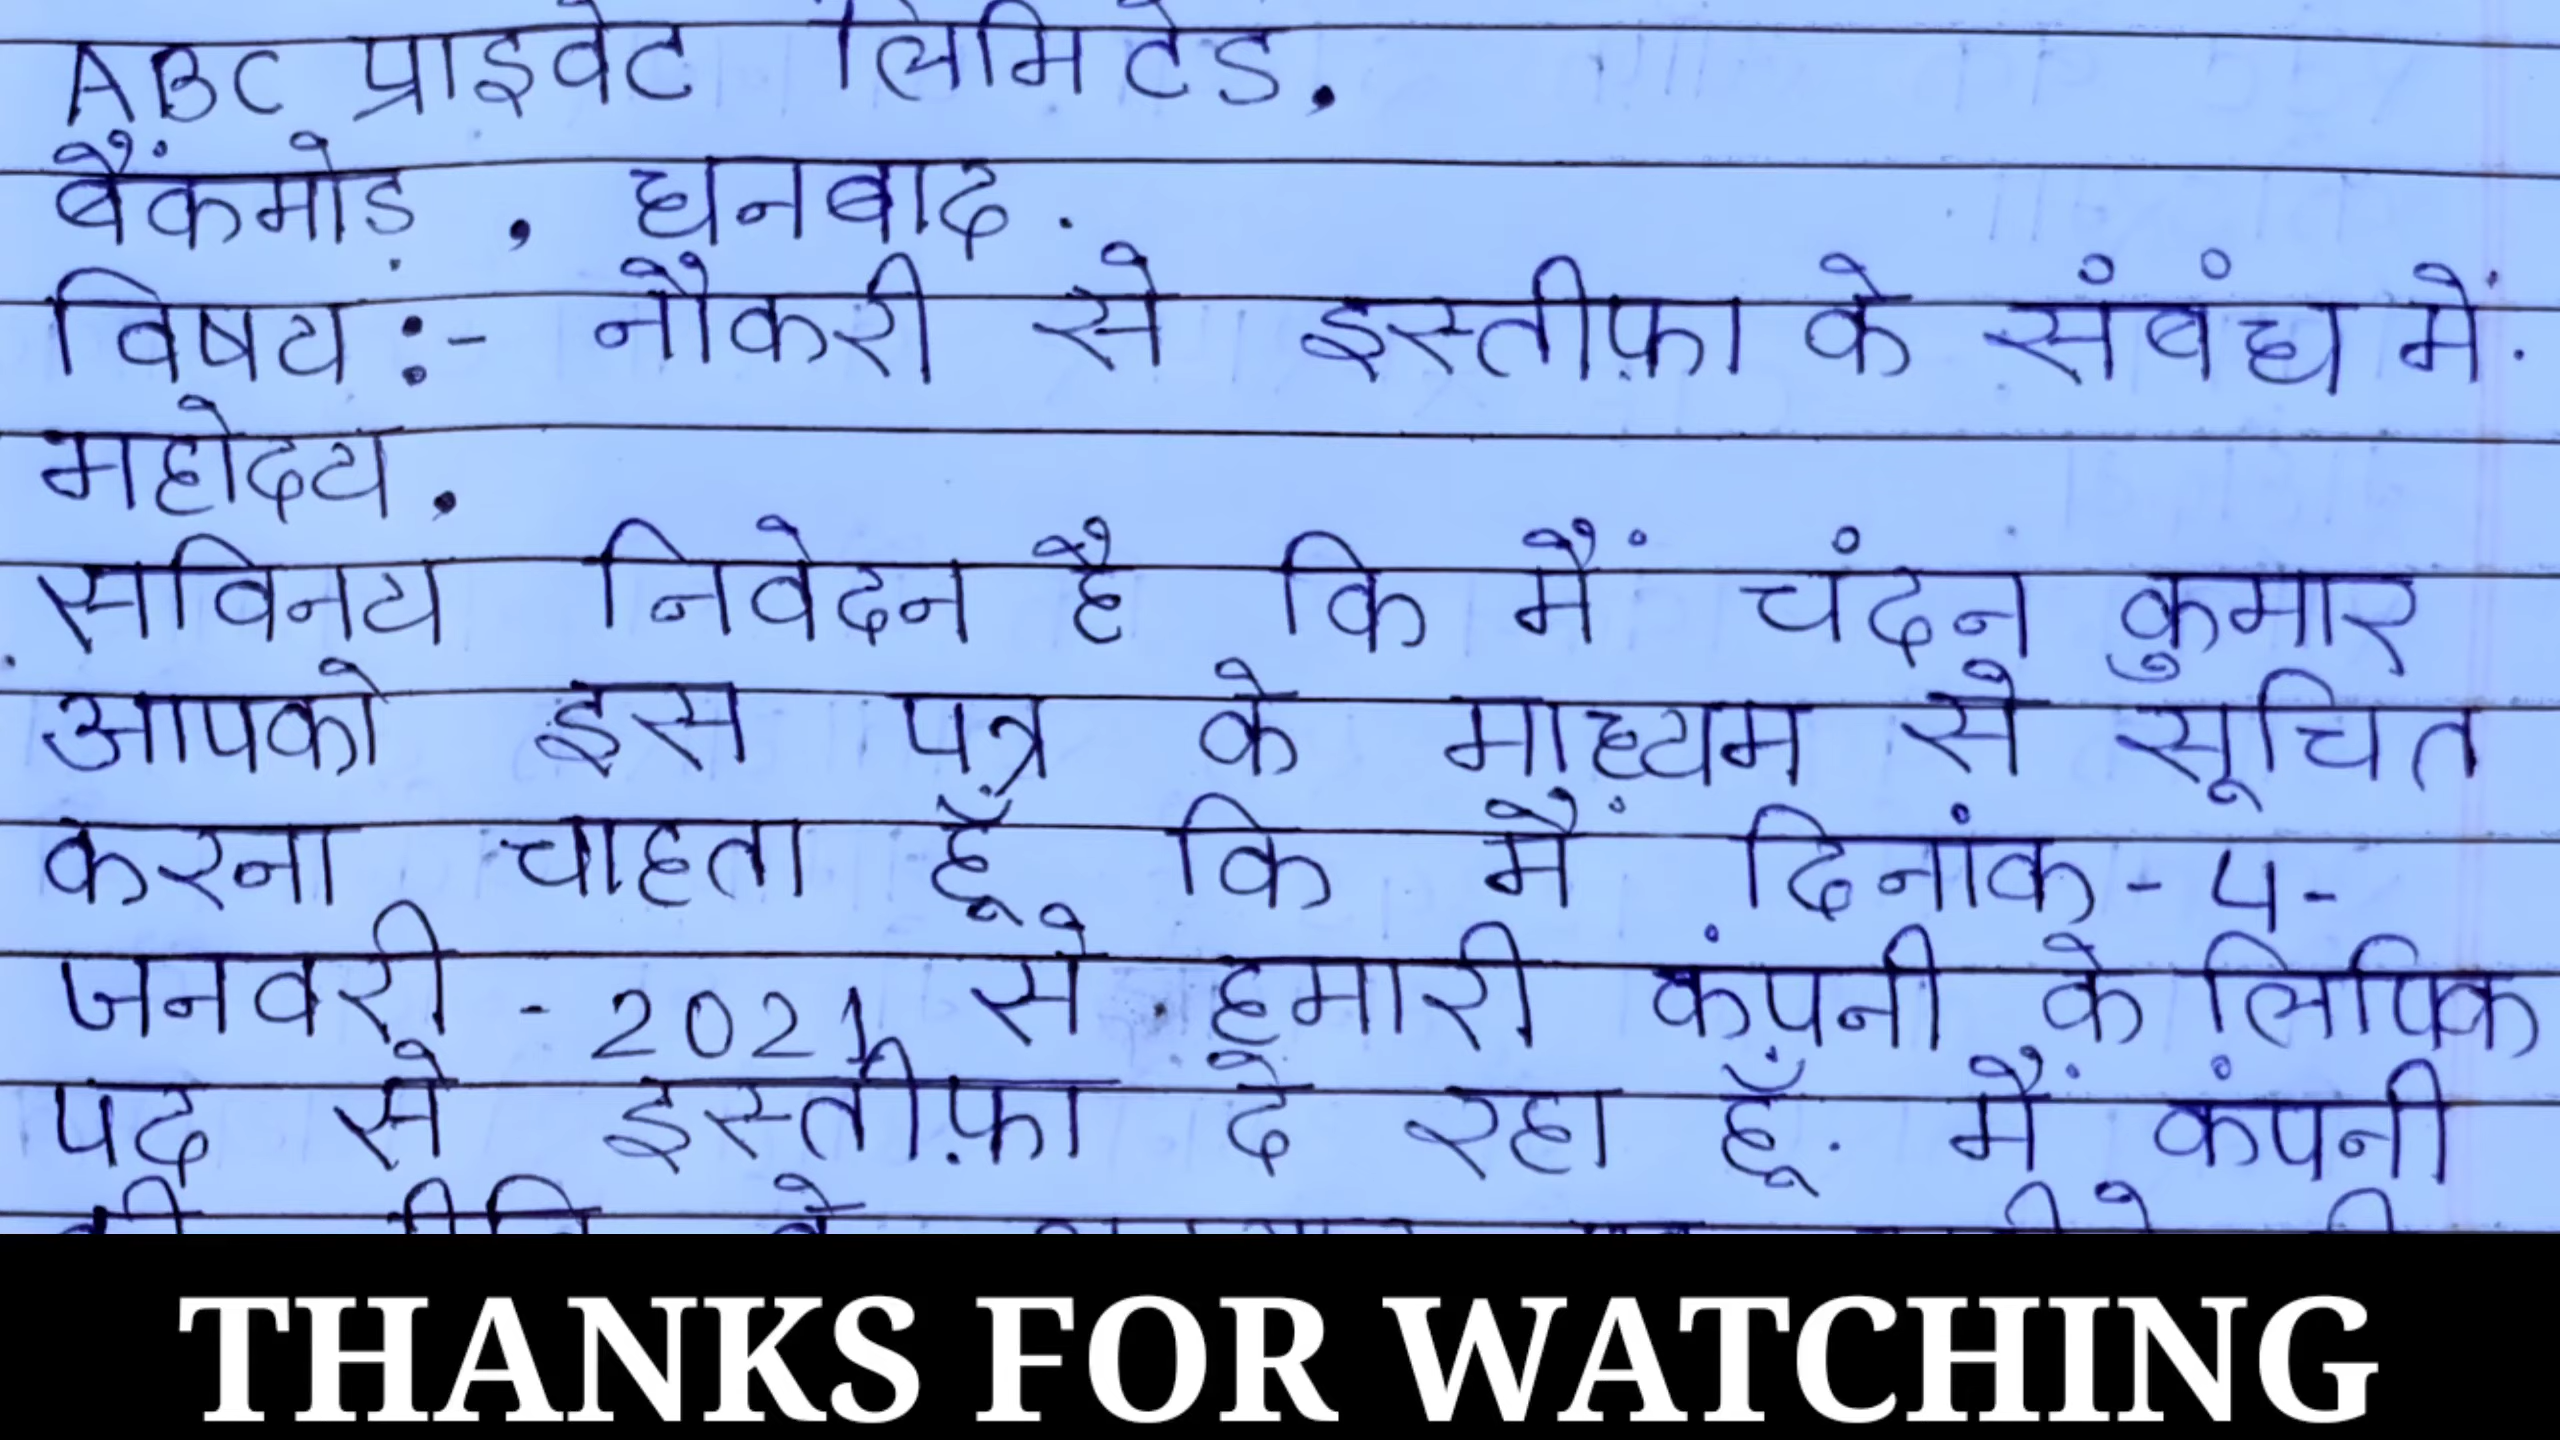 ABC प्राइवेट लिमिटेड.
बैंकमोड़ , धनबाद .
विषय :- नौकरी से इस्तीफ़ा के संबंध में.
महोदय .
सविनय निवेदन है कि मैं चंदन कुमार
आपको इस पत्र के माध्यम से सूचित
करना चाहता हूँ कि मैं दिनांक - 4 -
जनवरी - 2021 से हमारी कंपनी के लिपिक
पद से इस्तीफ़ा दे रहा हूँ. मैं कंपनी
THANKS FOR WATCHING